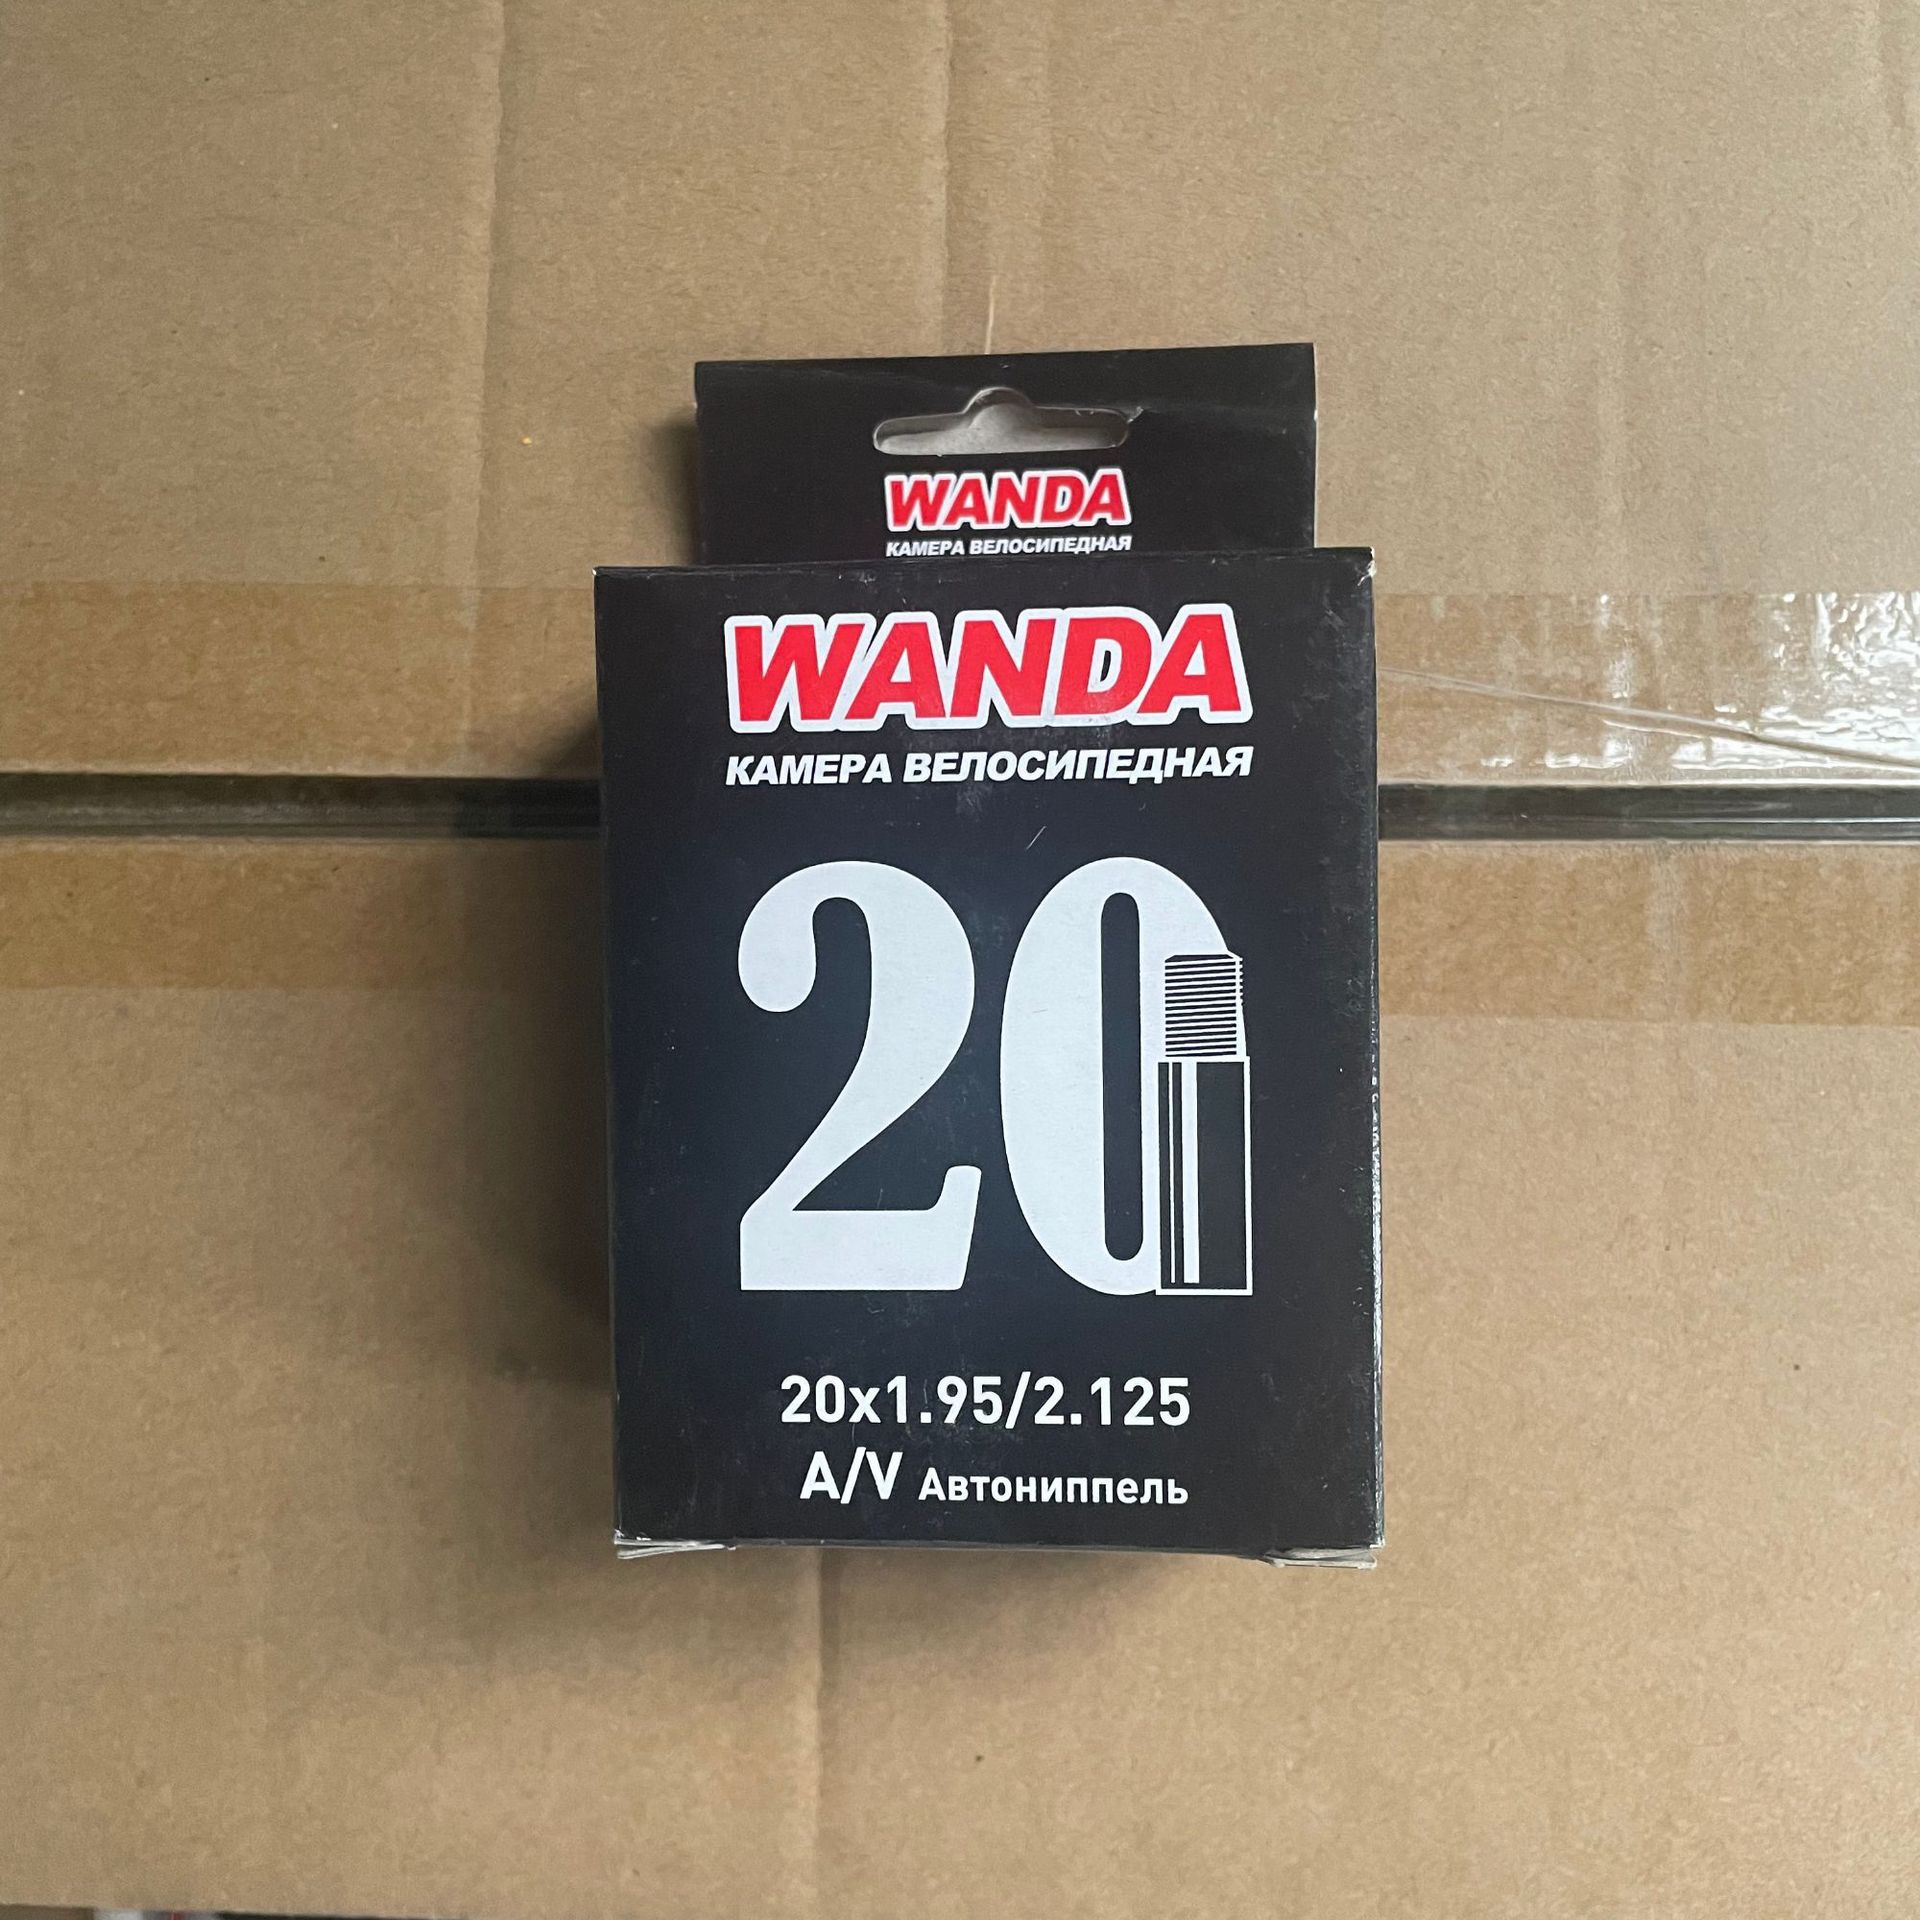 WANDA
КАМЕРА ВЕЛОСИПЕДНАЯ
WANDA
КАМЕРА ВЕЛОСИПЕДНАЯ
20
20x1.95/2.125
A/V Автониппель